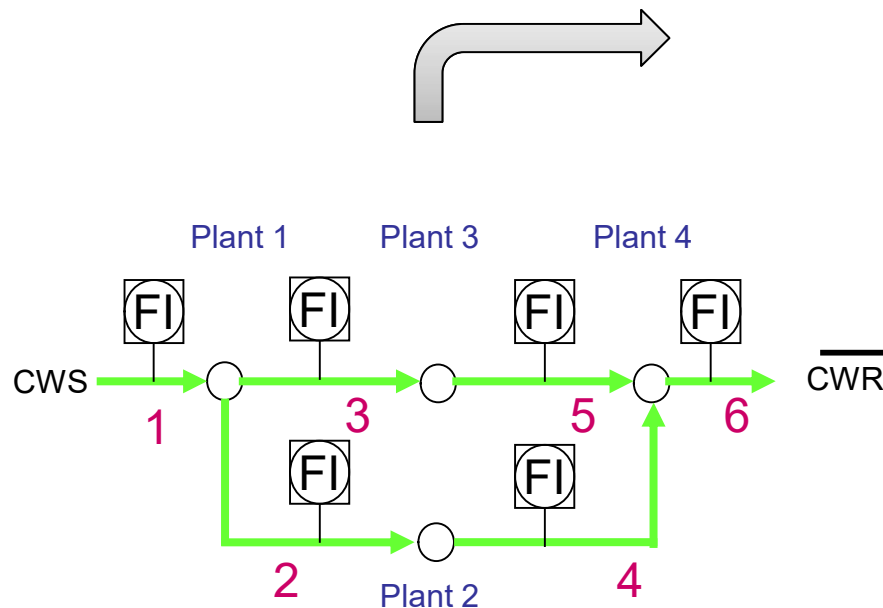 Plant 1 Plant 3 Plant 4
FI FI FI FI
CWS CWR
1 3 5 6
FI FI
2 4
Plant 2